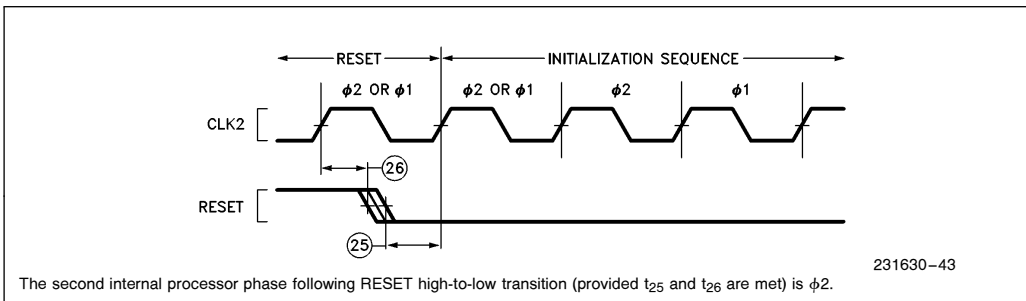 RESET INITIALIZATION SEQUENCE
ϕ2 OR ϕ1 ϕ2 OR ϕ1 ϕ2 ϕ1
CLK2
26
RESET
25
231630–43
The second internal processor phase following RESET high-to-low transition (provided t25 and t26 are met) is ϕ2.